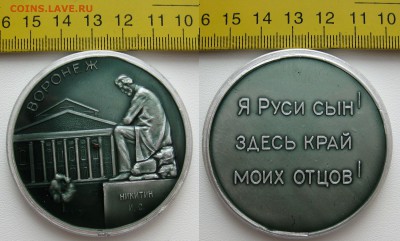 COINS.LAVE.RU
6 15 14 13 12 11 10
6 15 14 13 12 11 10
ВОРОНЕЖ
НИКИТИН
И.С.
Я РУСИ СЫН!
ЗДЕСЬ КРАЙ
МОИХ ОТЦОВ!